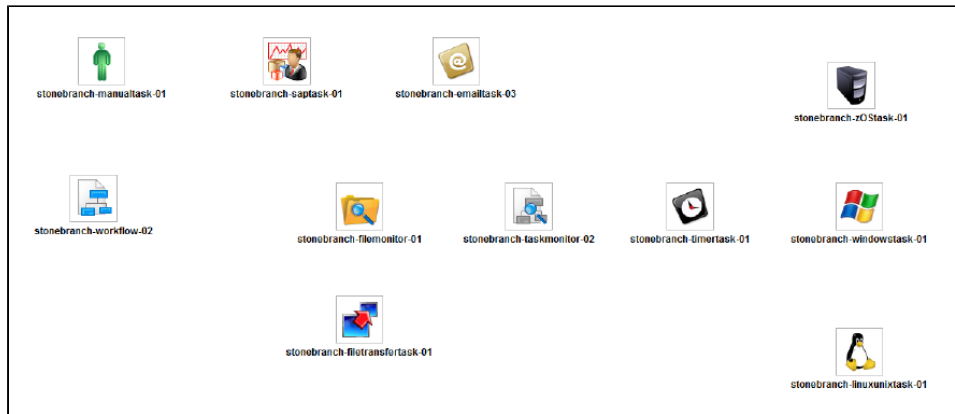 stonebranch-manualtask-01
stonebranch-saptask-01
stonebranch-emailtask-03
stonebranch-zOStask-01
stonebranch-workflow-02
stonebranch-filemonitor-01
stonebranch-taskmonitor-02
stonebranch-timertask-01
stonebranch-windowstask-01
stonebranch-filetransfertask-01
stonebranch-linuxunixtask-01